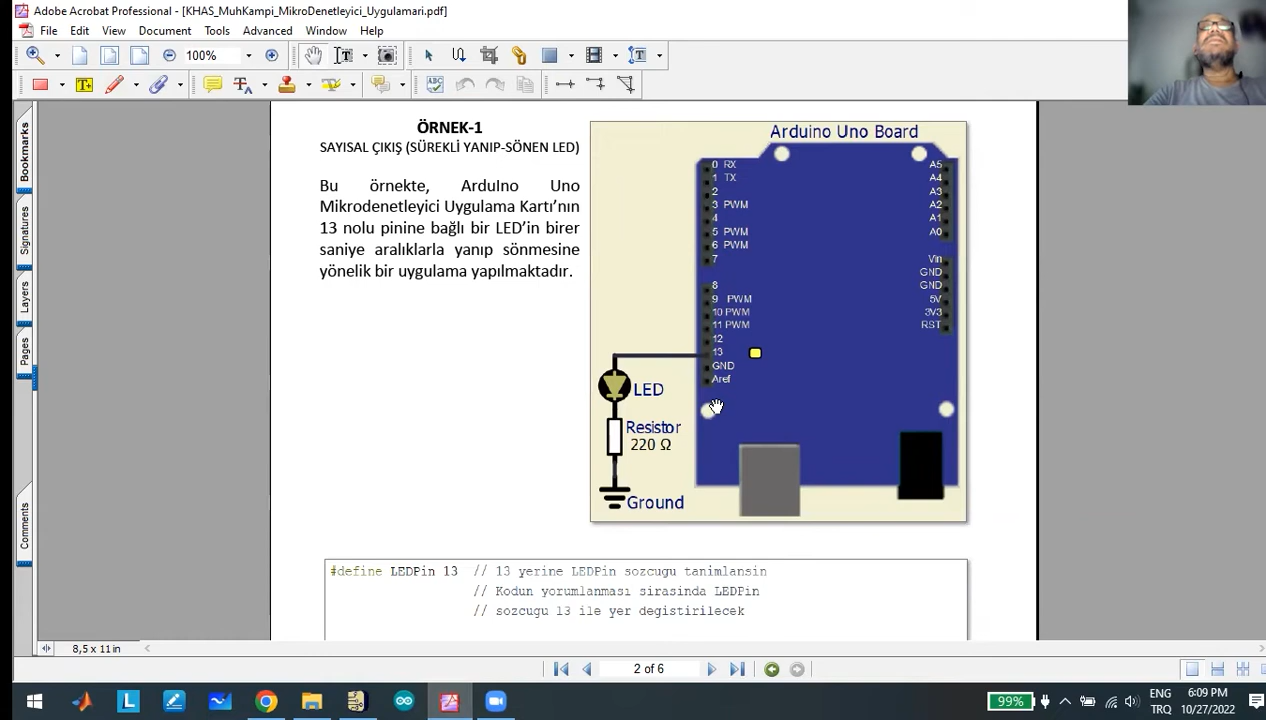 Adobe Acrobat Professional - [KHAS_MuhKampi_MikroDenetleyici_Uygulamari.pdf]
File Edit View Document Tools Advanced Window Help
100%
Bookmarks
Signatures
Layers
Pages
Comments
ÖRNEK-1
SAYISAL ÇIKIŞ (SÜREKLİ YANIP-SÖNEN LED)
Bu örnekte, ArduIno Uno
Mikrodenetleyici Uygulama Kartı’nın
13 nolu pinine bağlı bir LED’in birer
saniye aralıklarla yanıp sönmesine
yönelik bir uygulama yapılmaktadır.
Arduino Uno Board
0 RX
1 TX
2
3 PWM
4
5 PWM
6 PWM
7
8
9 PWM
10 PWM
11 PWM
12
13
GND
Aref
A5
A4
A3
A2
A1
A0
Vin
GND
GND
5V
3V3
RST
LED
Resistor
220 Ω
Ground
#define LEDPin 13 // 13 yerine LEDPin sozcugu tanimlansin
// Kodun yorumlanması sirasinda LEDPin
// sozcugu 13 ile yer degistirilecek
8,5 x 11 in
2 of 6
99%
ENG
TRQ
6:09 PM
10/27/2022